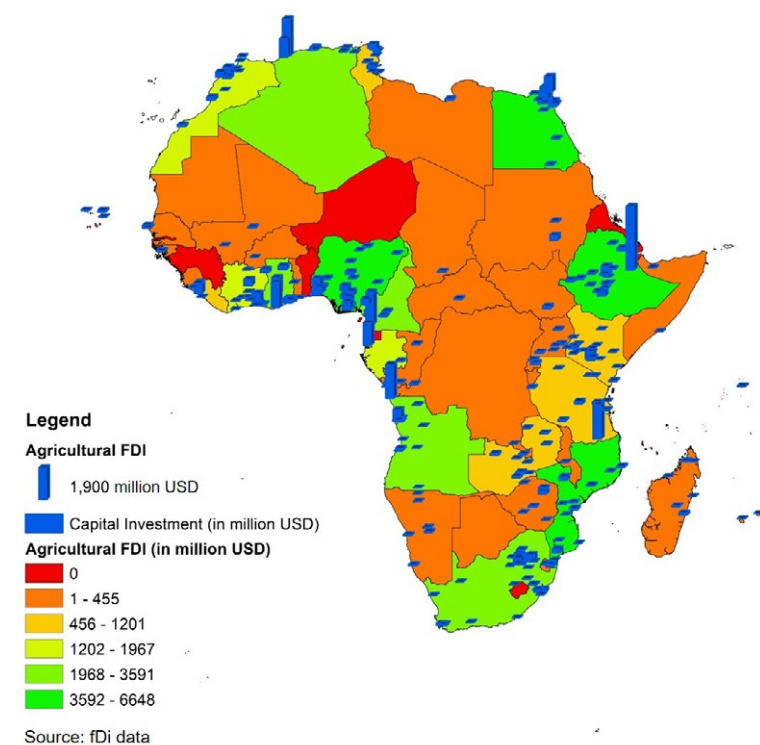 Legend
Agricultural FDI
1,900 million USD
Capital Investment (in million USD)
Agricultural FDI (in million USD)
0
1 - 455
456 - 1201
1202 - 1967
1968 - 3591
3592 - 6648
Source: fDi data